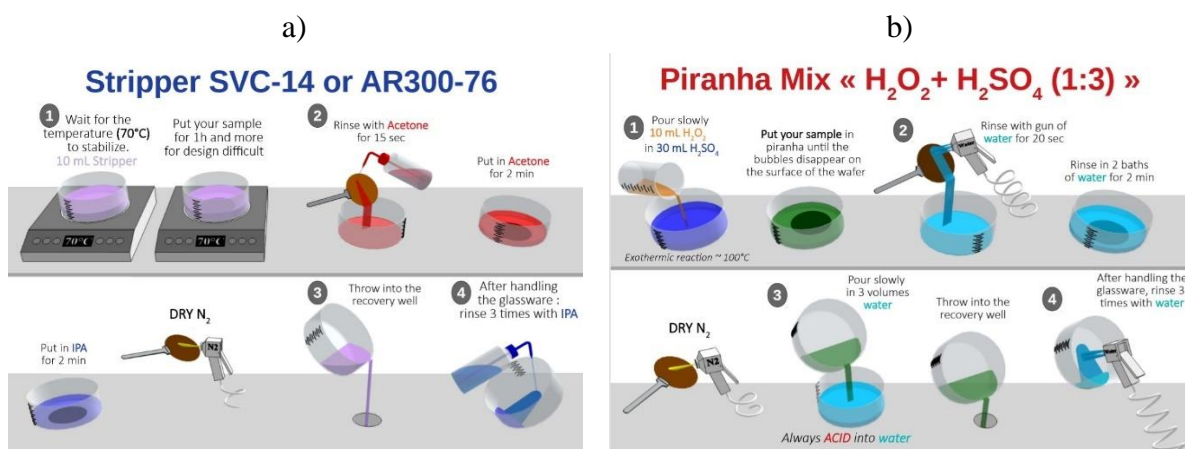 a)
Stripper SVC-14 or AR300-76
1
Wait for the
temperature (70°C)
to stabilize.
10 mL Stripper
Put your sample
for 1h and more
for design difficult
70°C
70°C
2
Rinse with Acetone
for 15 sec
Put in Acetone
for 2 min
Put in IPA
for 2 min
DRY N₂
N2
3
Throw into the
recovery well
4
After handling
the glassware :
rinse 3 times with IPA
b)
Piranha Mix « H₂O₂+ H₂SO₄ (1:3) »
1
Pour slowly
10 mL H₂O₂
in 30 mL H₂SO₄
Exothermic reaction ~ 100°C
Put your sample in
piranha until the
bubbles disappear on
the surface of the wafer
2
Water
Rinse with gun of
water for 20 sec
Rinse in 2 baths
of water for 2 min
DRY N₂
N2
3
Pour slowly
in 3 volumes
water
Always ACID into water
Throw into the
recovery well
4
After handling the
glassware, rinse 3
times with water
Water